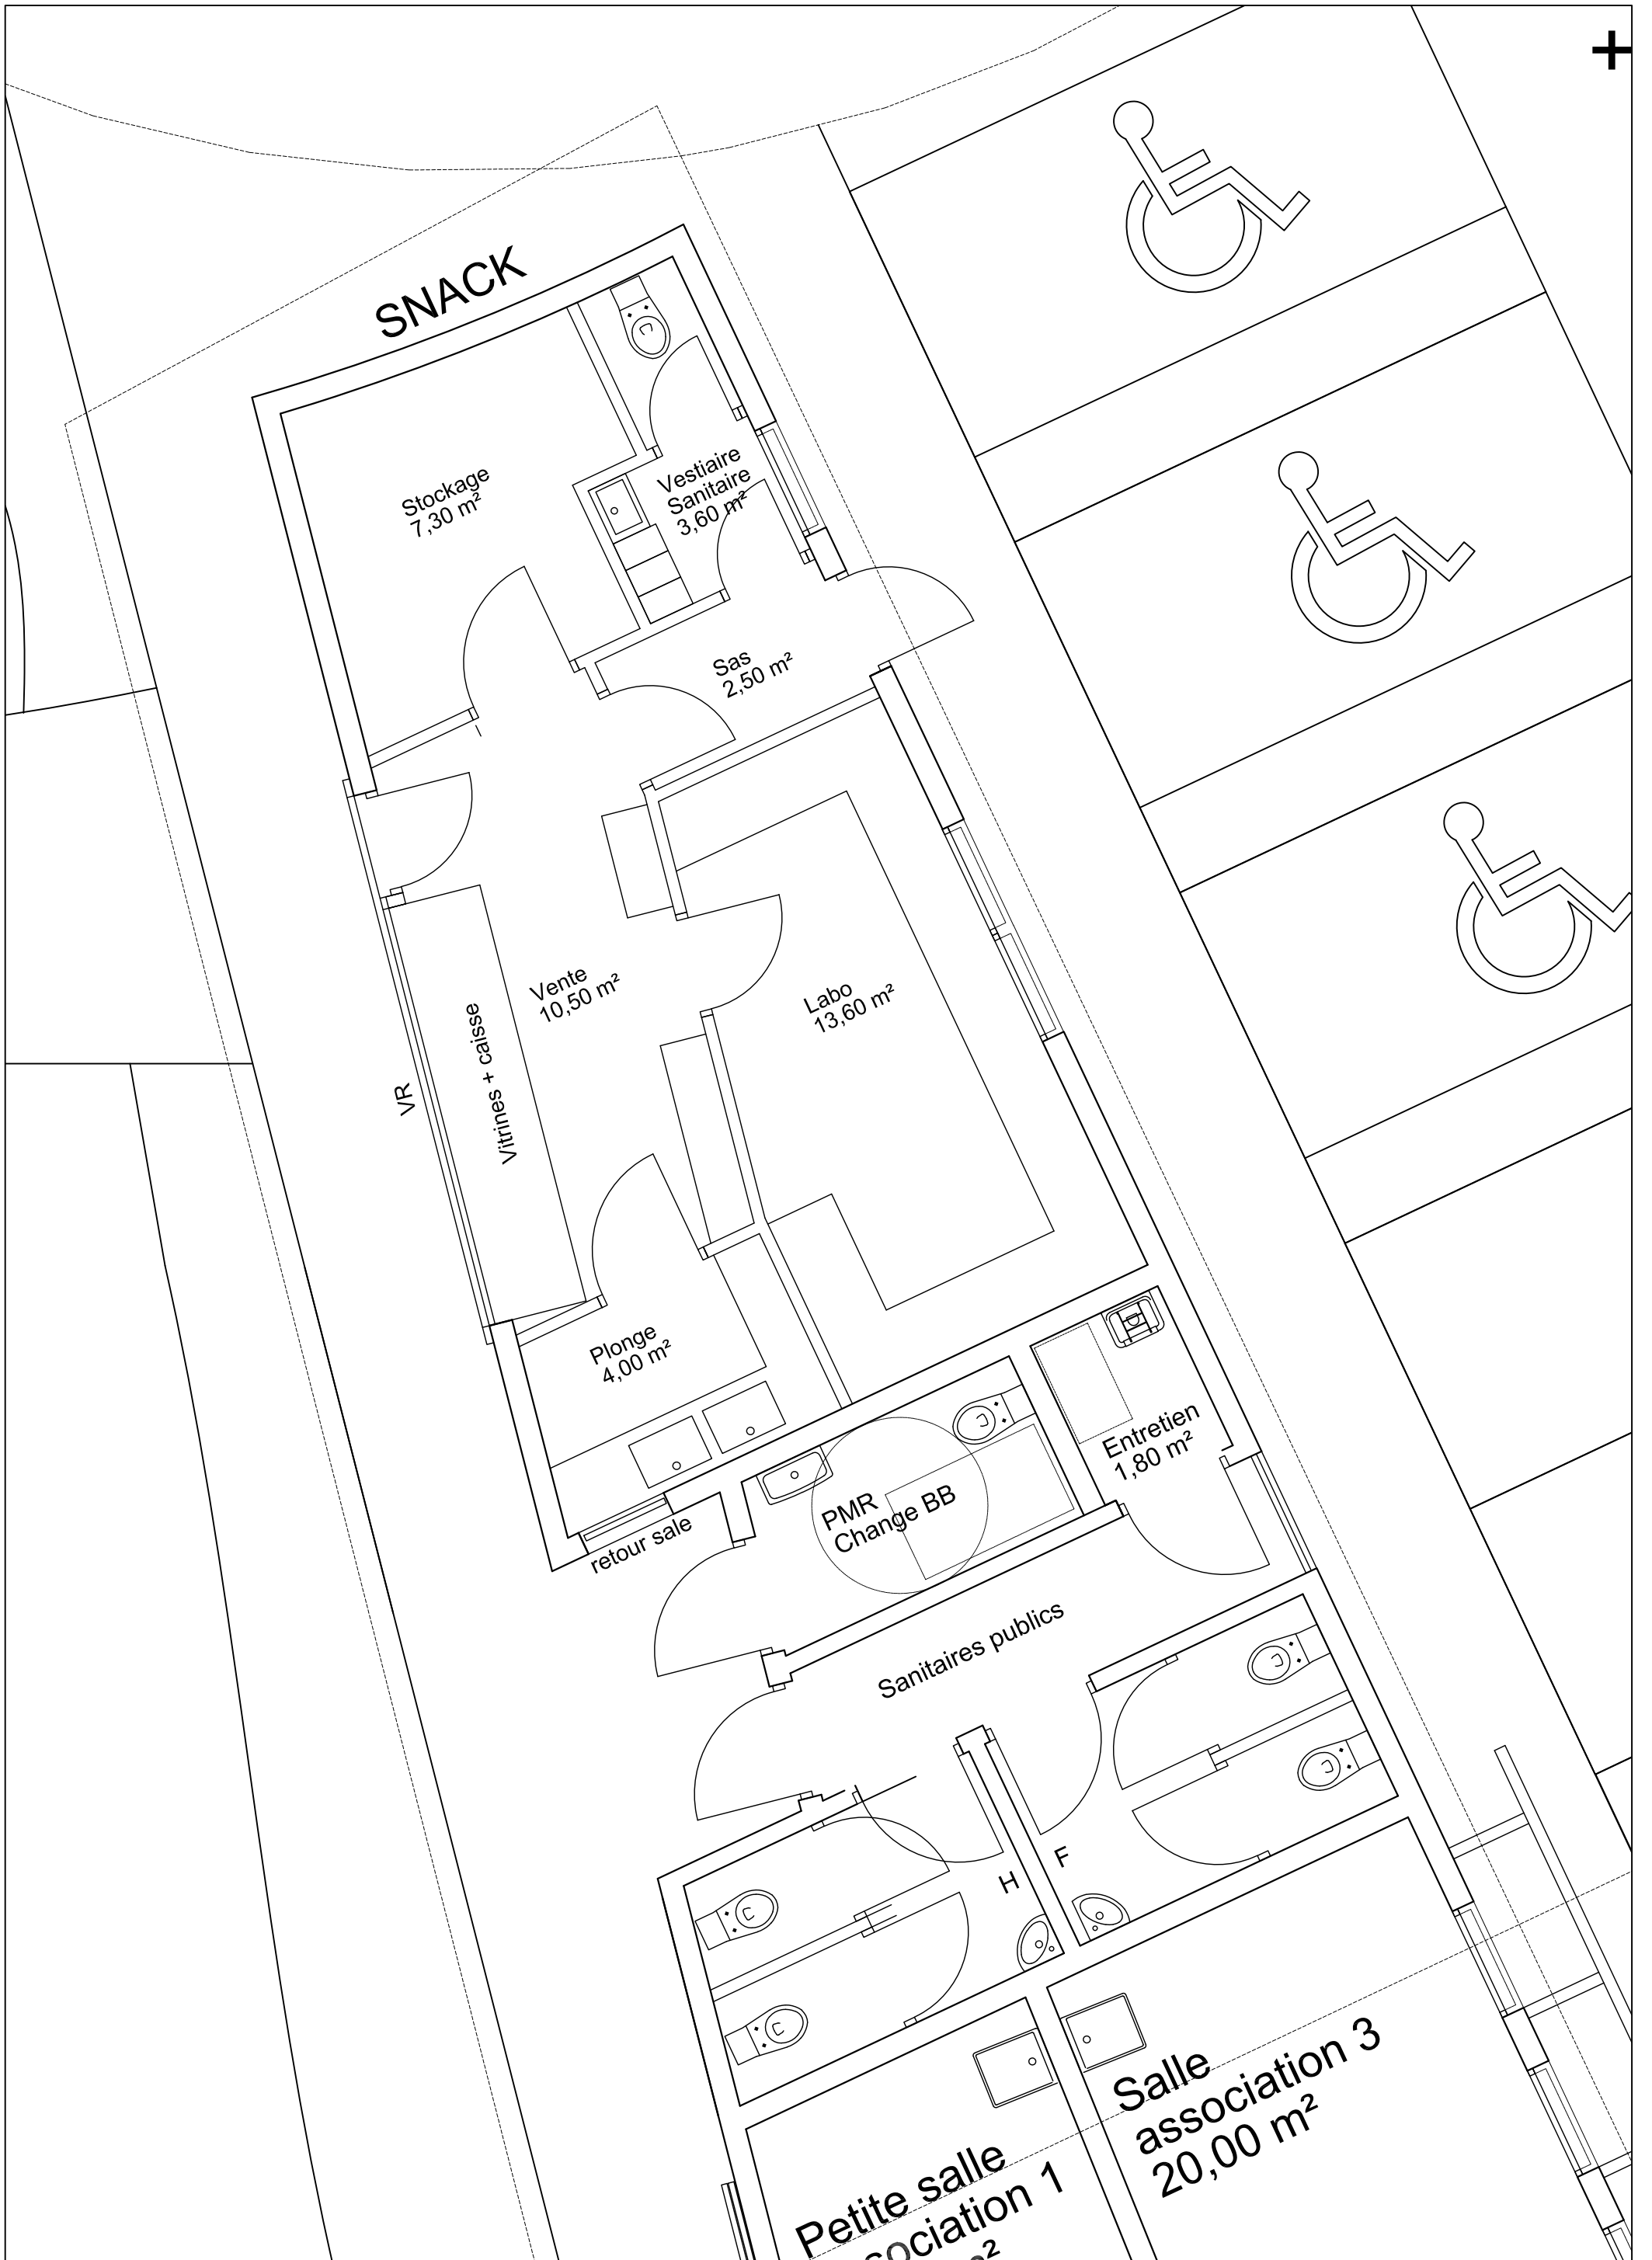 SNACK
Stockage
7,30 m²
Vestiaire
Sanitaire
3,60 m²
Sas
2,50 m²
Vente
10,50 m²
Labo
13,60 m²
Vitrines + caisse
VR
Plonge
4,00 m²
Entretien
1,80 m²
PMR
Change BB
retour sale
Sanitaires publics
F
H
Salle
association 3
20,00 m²
Petite salle
ociation 1